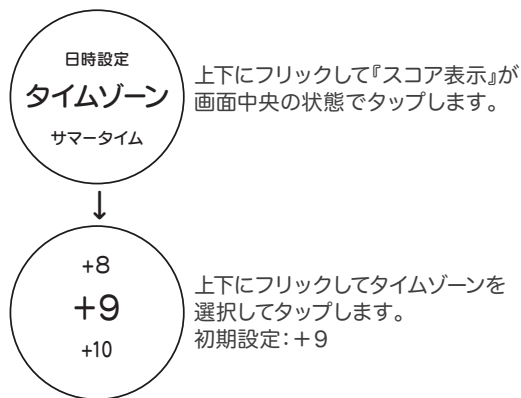 日時設定
タイムゾーン
サマータイム
上下にフリックして『スコア表示』が
画面中央の状態でタップします。
↓
+8
+9
+10
上下にフリックしてタイムゾーンを
選択してタップします。
初期設定：＋9